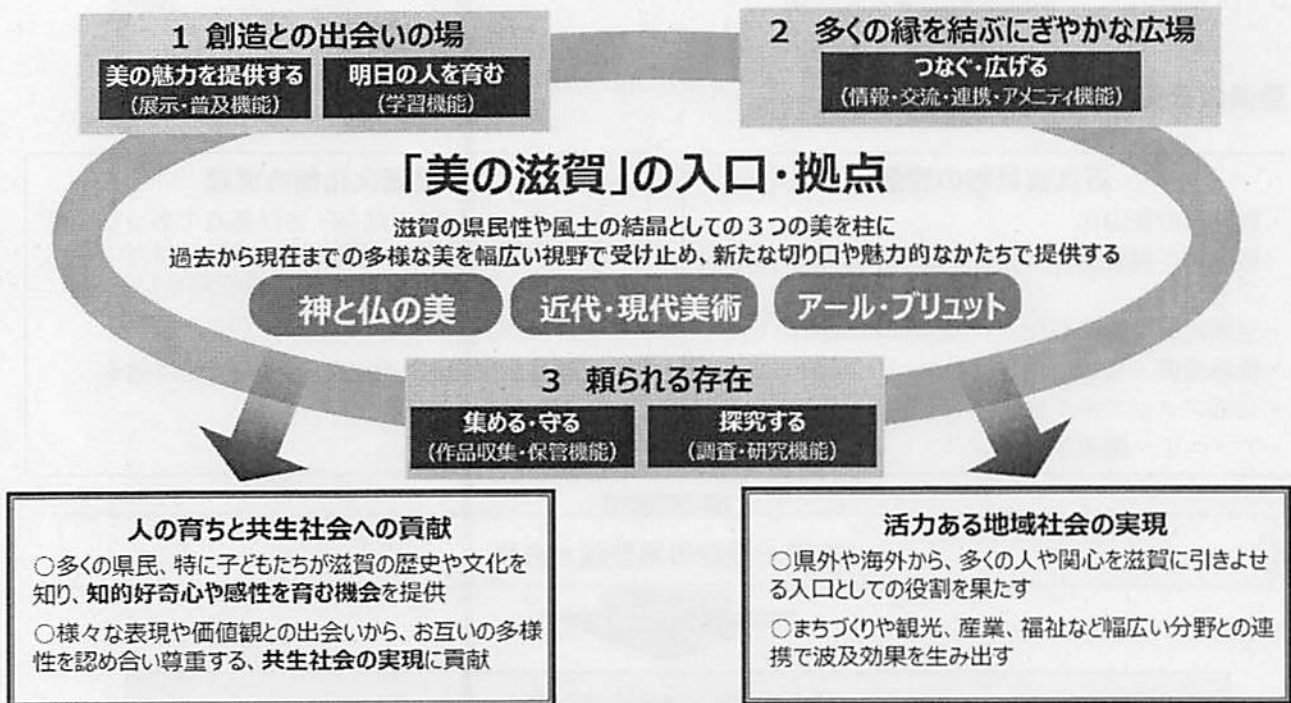 1 創造との出会いの場
美の魅力を提供する
(展示・普及機能)
明日の人を育む
(学習機能)
2 多くの縁を結ぶにぎやかな広場
つなぐ・広げる
(情報・交流・連携・アメニティ機能)
「美の滋賀」の入口・拠点
滋賀の県民性や風土の結晶としての3つの美を柱に
過去から現在までの多様な美を幅広い視野で受け止め、新たな切り口や魅力的なかたちで提供する
神と仏の美
近代・現代美術
アール・ブリュット
3 頼られる存在
集める・守る
(作品収集・保管機能)
探究する
(調査・研究機能)
人の育ちと共生社会への貢献
○多くの県民、特に子どもたちが滋賀の歴史や文化を
知り、知的好奇心や感性を育む機会を提供
○様々な表現や価値観との出会いから、お互いの多様
性を認め合い尊重する、共生社会の実現に貢献
活力ある地域社会の実現
○県外や海外から、多くの人や関心を滋賀に引きよせ
る入口としての役割を果たす
○まちづくりや観光、産業、福祉など幅広い分野との連
携で波及効果を生み出す